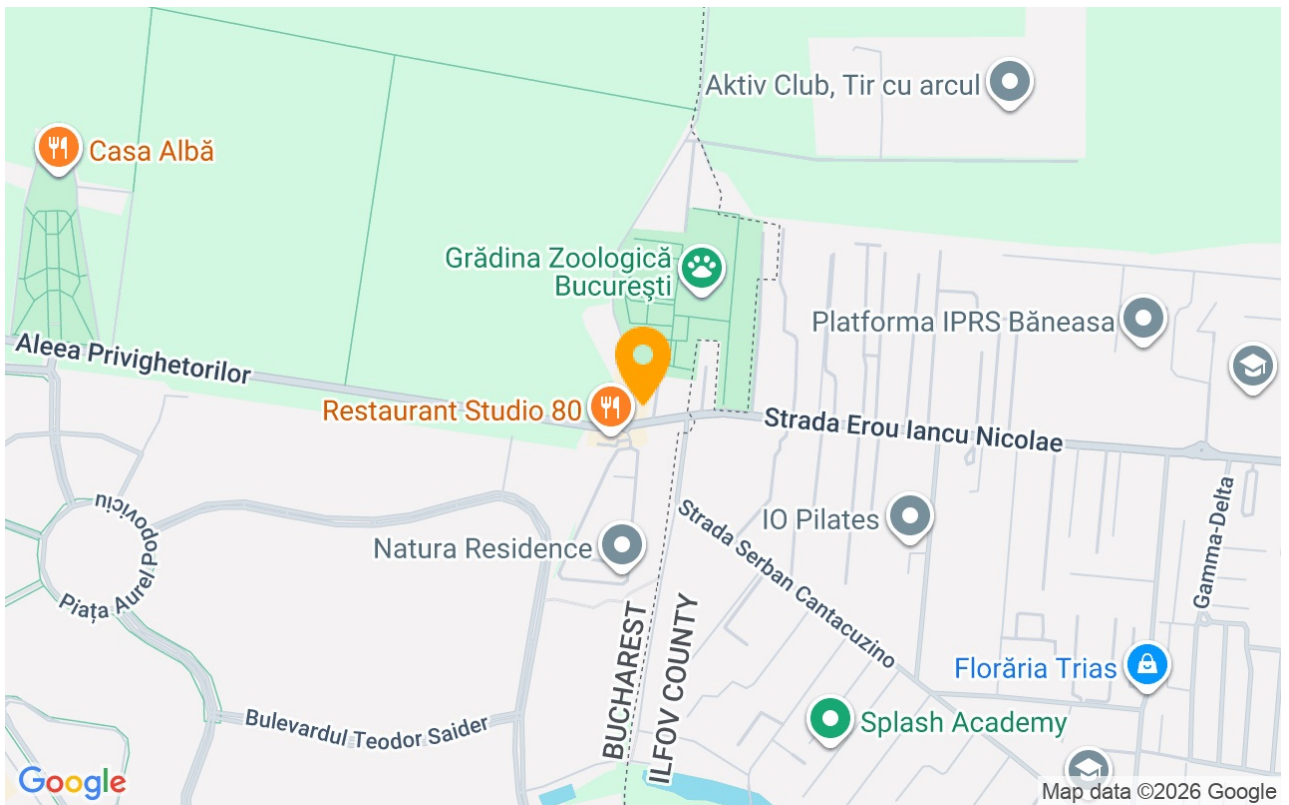 Aktiv Club, Tir cu arcul
Casa Albă
Grădina Zoologică
București
Platforma IPRS Băneasa
Aleea Privighetorilor
Restaurant Studio 80
Strada Erou Iancu Nicolae
Piața Aurel Popoviciu
Natura Residence
IO Pilates
Strada Serban Cantacuzino
Gamma-Delta
BUCHAREST
ILFOV COUNTY
Florăria Trias
Bulevardul Teodor Saider
Splash Academy
Google
Map data ©2026 Google